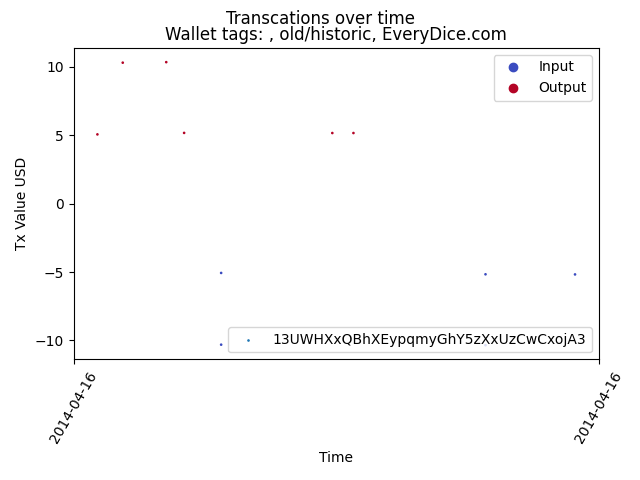 Transcations over time
Wallet tags: , old/historic, EveryDice.com
10
5
0
−5
−10
Tx Value USD
Input
Output
13UWHXxQBhXEypqmyGhY5zXxUzCwCxojA3
2014-04-16
2014-04-16
Time